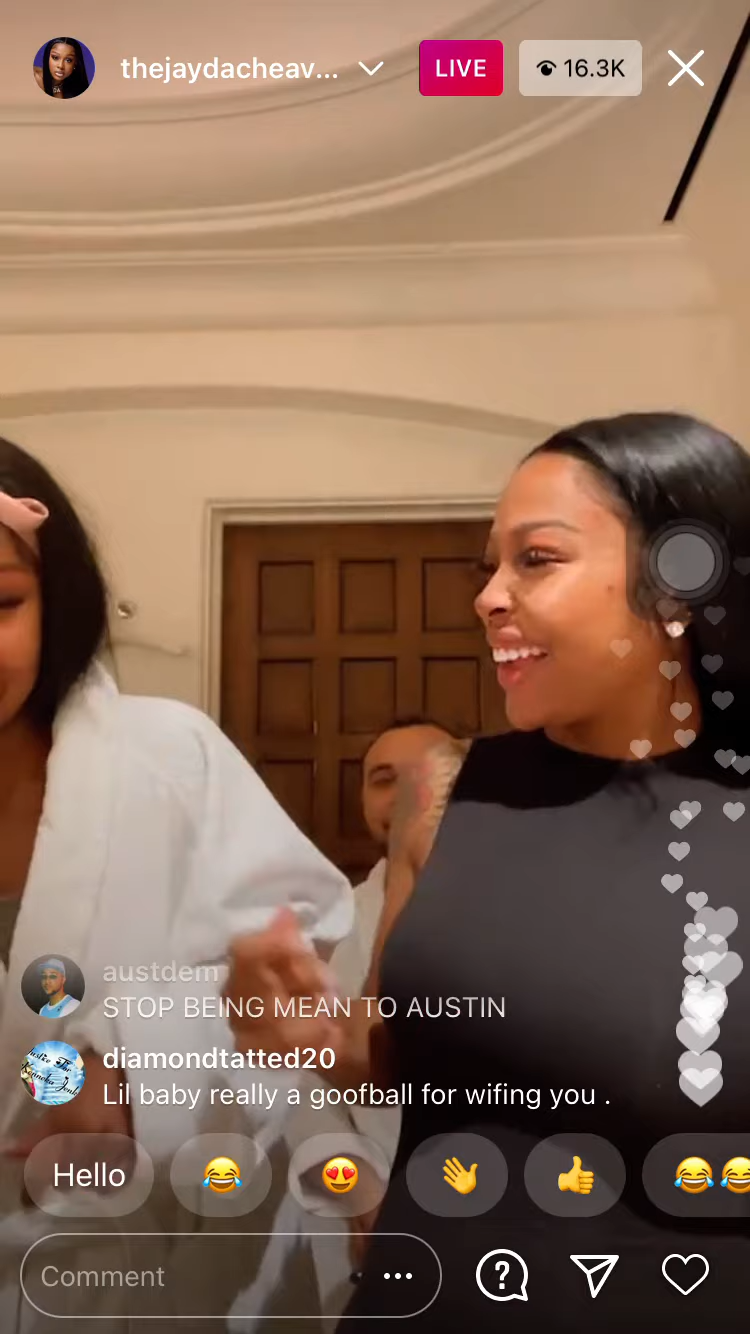 thejaydacheav...
LIVE
16.3K
austdem
STOP BEING MEAN TO AUSTIN
diamondtatted20
Lil baby really a goofball for wifing you .
Hello
Comment